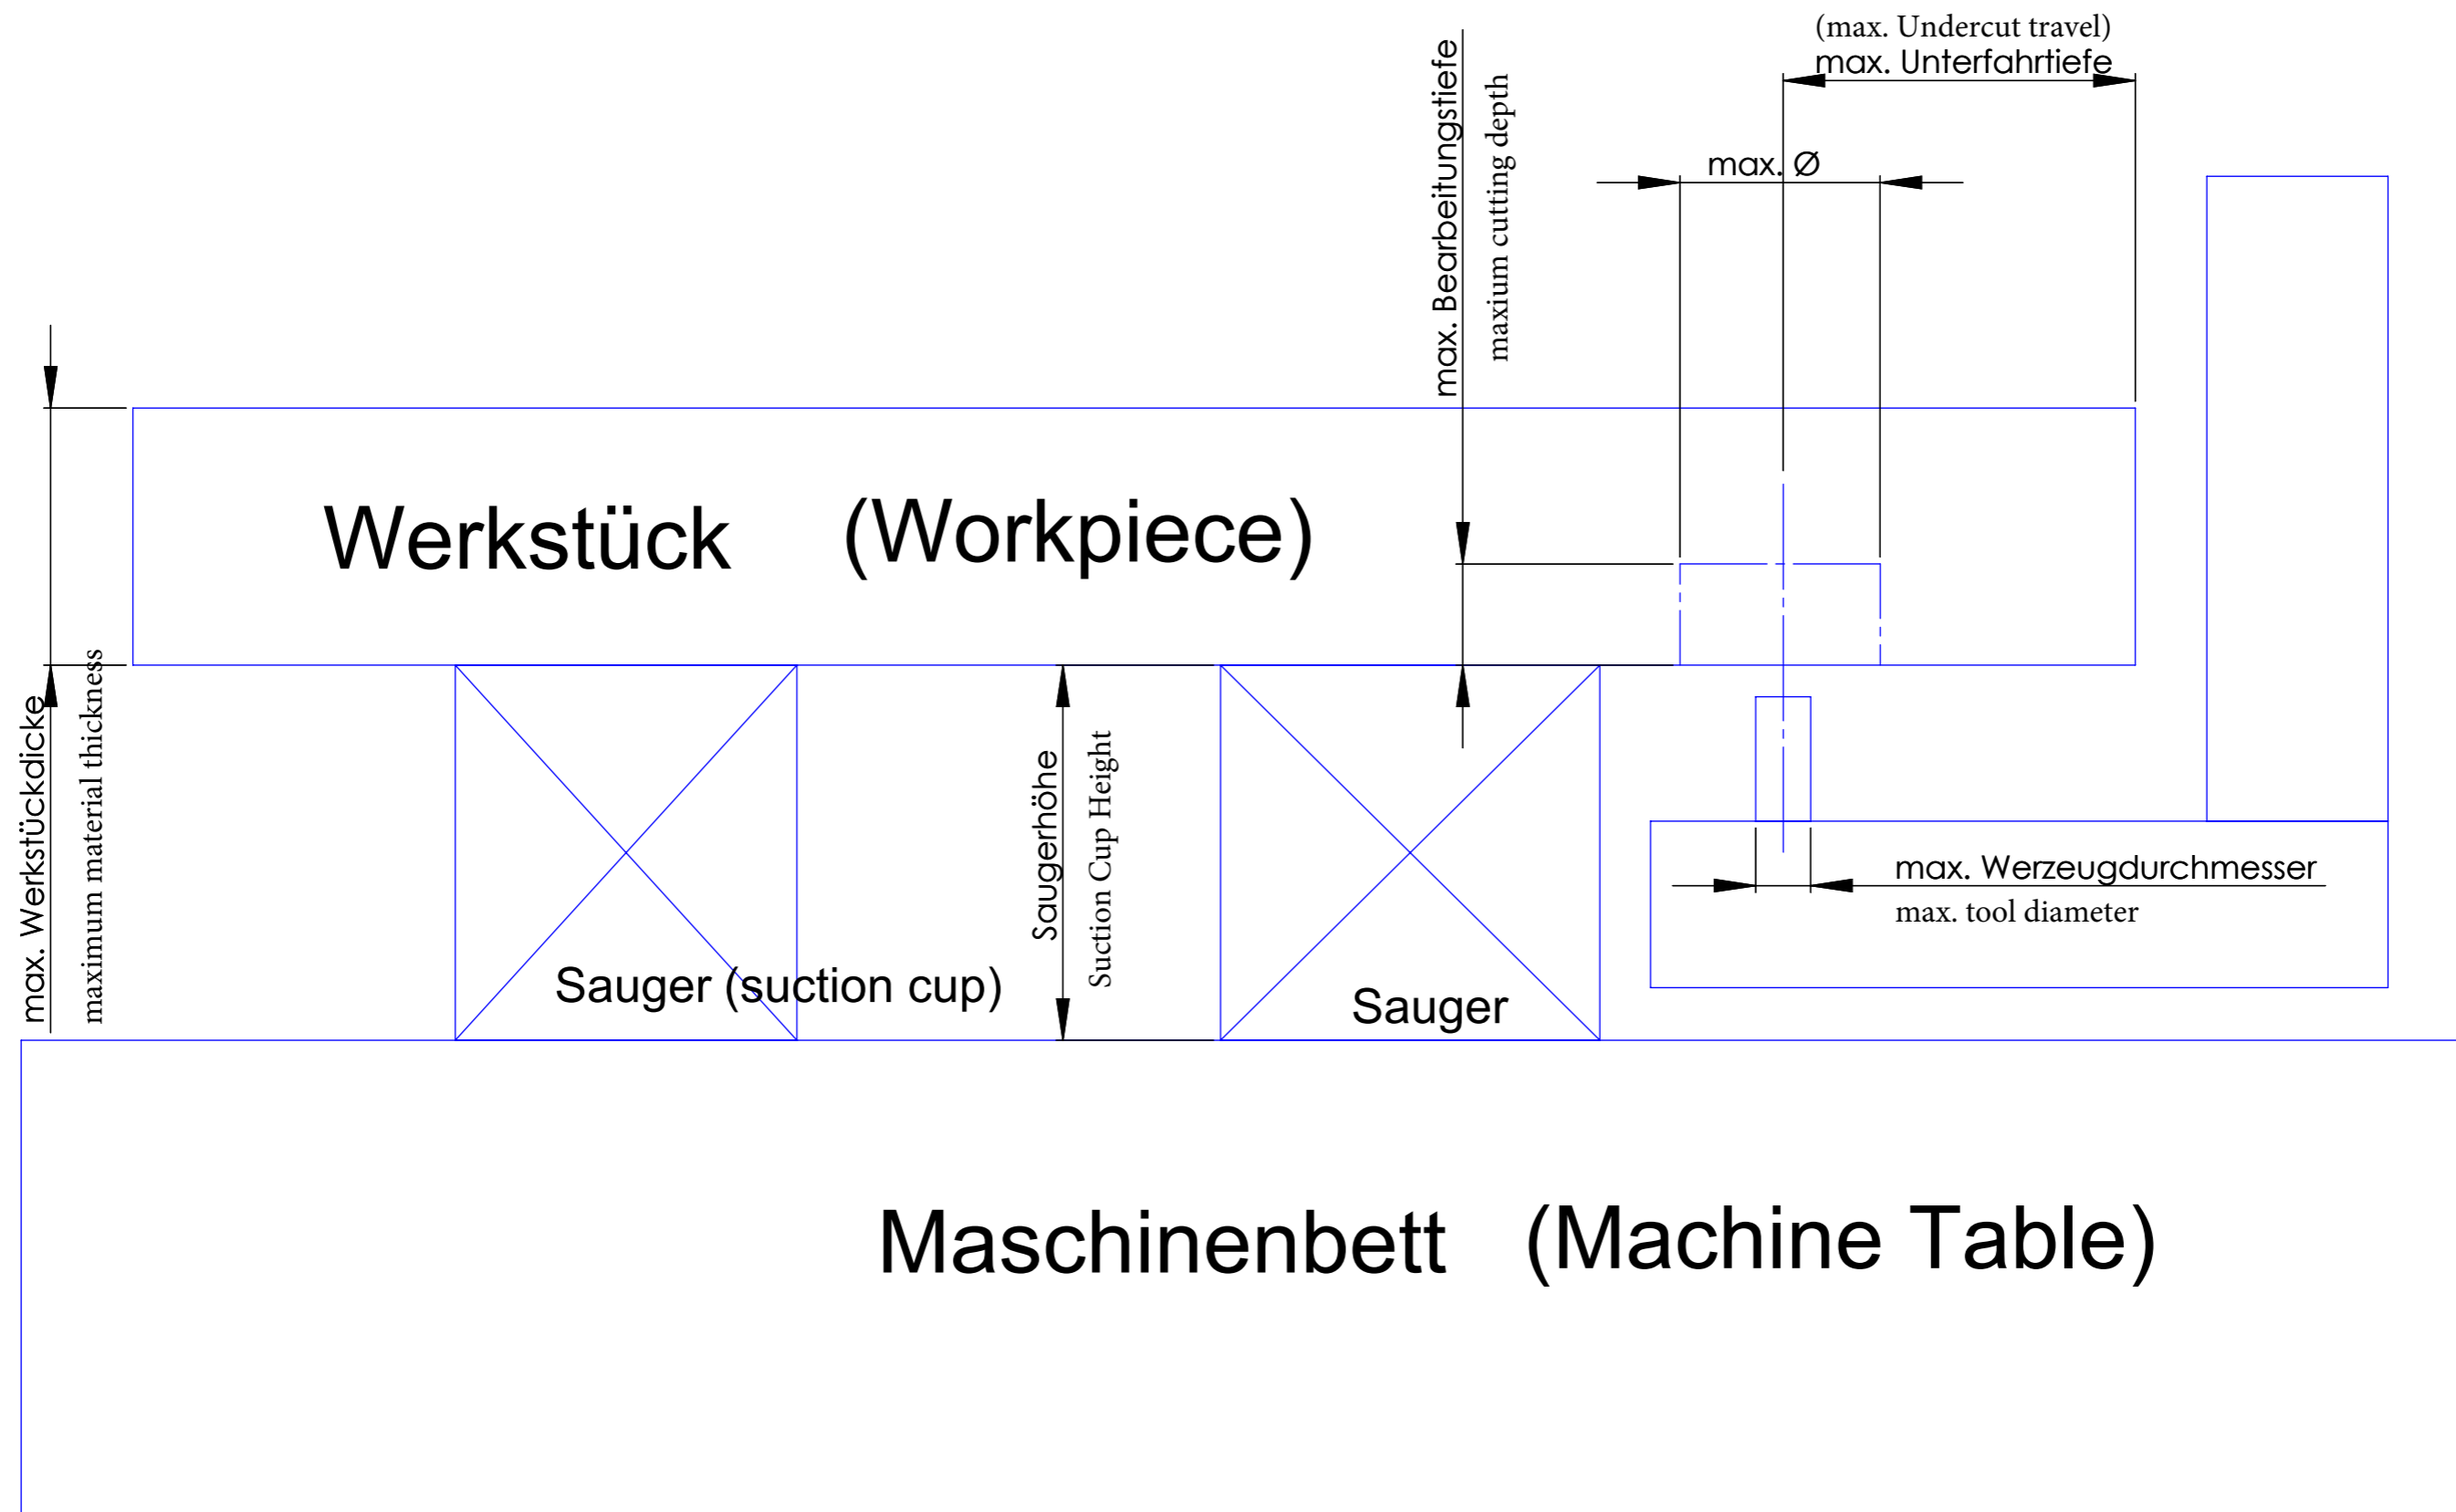 (max. Undercut travel)
max. Unterfahrtiefe
max. Bearbeitungstiefe
maxium cutting depth
max. Ø
Werkstück (Workpiece)
max. Werkstückdicke
maximum material thickness
Saugerhöhe
Suction Cup Height
max. Werzeugdurchmesser
max. tool diameter
Sauger (suction cup)
Sauger
Maschinenbett (Machine Table)